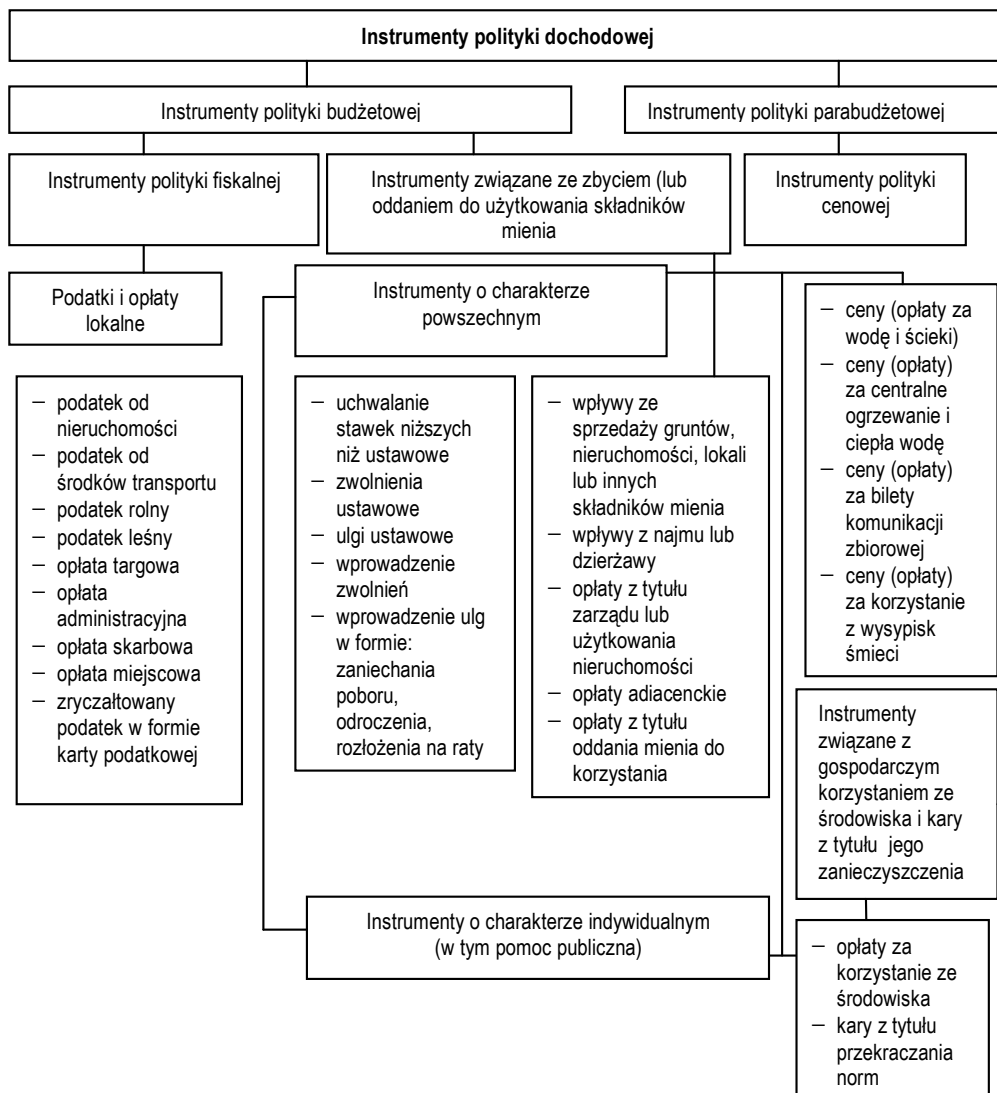 Instrumenty polityki dochodowej
Instrumenty polityki budżetowej
Instrumenty polityki parabudżetowej
Instrumenty polityki fiskalnej
Instrumenty związane ze zbyciem (lub
oddaniem do użytkowania składników
mienia
Instrumenty polityki
cenowej
Podatki i opłaty
lokalne
Instrumenty o charakterze
powszechnym
– podatek od
nieruchomości
– podatek od
środków transportu
– podatek rolny
– podatek leśny
– opłata targowa
– opłata
administracyjna
– opłata skarbowa
– opłata miejscowa
– zryczałtowany
podatek w formie
karty podatkowej
– uchwalanie
stawek niższych
niż ustawowe
– zwolnienia
ustawowe
– ulgi ustawowe
– wprowadzenie
zwolnień
– wprowadzenie ulg
w formie:
zaniechania
poboru,
odroczenia,
rozłożenia na raty
– wpływy ze
sprzedaży gruntów,
nieruchomości, lokali
lub innych
składników mienia
– wpływy z najmu lub
dzierżawy
– opłaty z tytułu
zarządu lub
użytkowania
nieruchomości
– opłaty adiacenckie
– opłaty z tytułu
oddania mienia do
korzystania
– ceny (opłaty za
wodę i ścieki)
– ceny (opłaty)
za centralne
ogrzewanie i
ciepła wodę
– ceny (opłaty)
za bilety
komunikacji
zbiorowej
– ceny (opłaty)
za korzystanie
z wysypisk
śmieci
Instrumenty
związane z
gospodarczym
korzystaniem ze
środowiska i kary
z tytułu jego
zanieczyszczenia
Instrumenty o charakterze indywidualnym
(w tym pomoc publiczna)
– opłaty za
korzystanie ze
środowiska
– kary z tytułu
przekraczania
norm